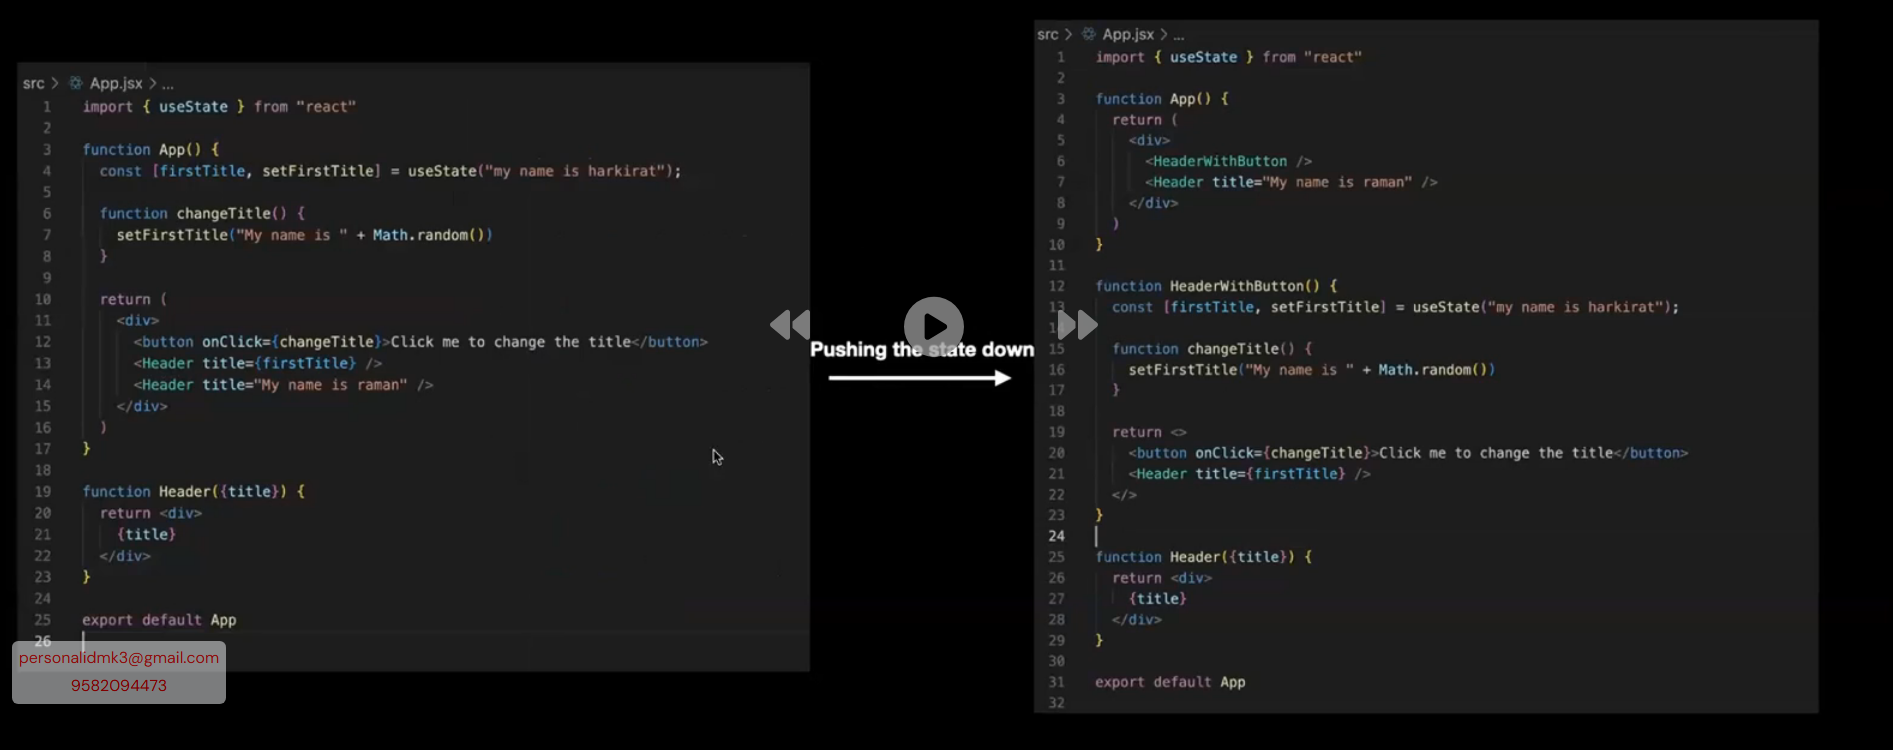 src > App.jsx > ...
1 import { useState } from "react"
2
3 function App() {
4 const [firstTitle, setFirstTitle] = useState("my name is harkirat");
5
6 function changeTitle() {
7 setFirstTitle("My name is " + Math.random())
8 }
9
10 return (
11 <div>
12 <button onClick={changeTitle}>Click me to change the title</button>
13 <Header title={firstTitle} />
14 <Header title="My name is raman" />
15 </div>
16 )
17 }
18
19 function Header({title}) {
20 return <div>
21 {title}
22 </div>
23 }
24
25 export default App
26
personalidmk3@gmail.com
9582094473
Pushing the state down
src > App.jsx > ...
1 import { useState } from "react"
2
3 function App() {
4 return (
5 <div>
6 <HeaderWithButton />
7 <Header title="My name is raman" />
8 </div>
9 )
10 }
11
12 function HeaderWithButton() {
13 const [firstTitle, setFirstTitle] = useState("my name is harkirat");
14
15 function changeTitle() {
16 setFirstTitle("My name is " + Math.random())
17 }
18
19 return <>
20 <button onClick={changeTitle}>Click me to change the title</button>
21 <Header title={firstTitle} />
22 </>
23 }
24
25 function Header({title}) {
26 return <div>
27 {title}
28 </div>
29 }
30
31 export default App
32